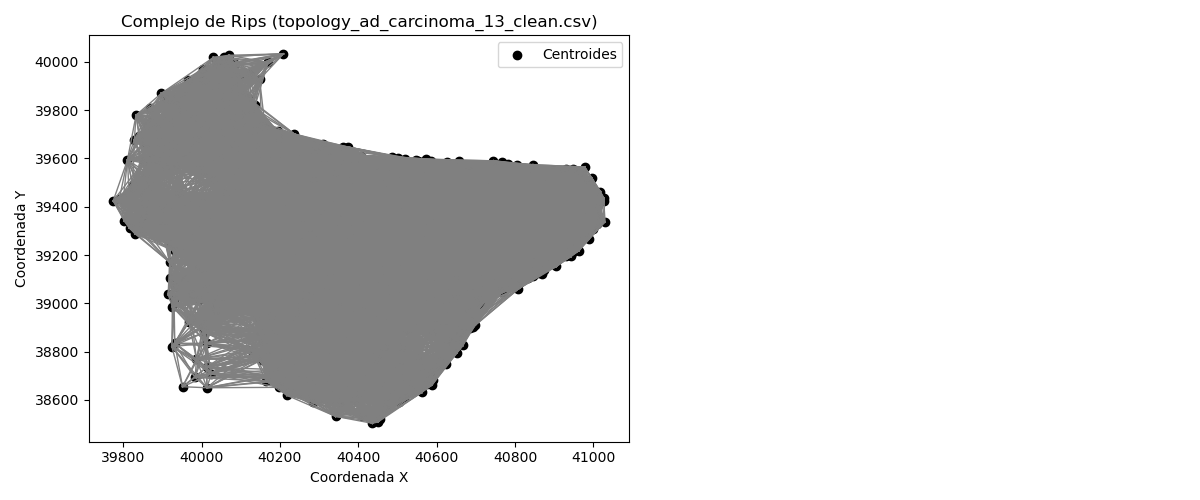 Complejo de Rips (topology_ad_carcinoma_13_clean.csv)
Centroides
40000
39800
39600
39400
39200
39000
38800
38600
Coordenada Y
39800 40000 40200 40400 40600 40800 41000
Coordenada X